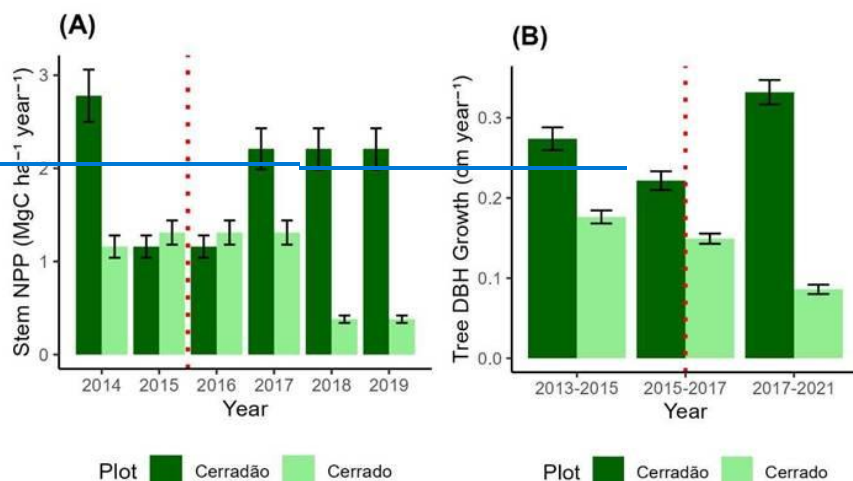 (A)
Stem NPP (MgC ha⁻¹ year⁻¹)
3
2
1
0
2014 2015 2016 2017 2018 2019
Year
Plot Cerradão Cerrado
(B)
Tree DBH Growth (cm year⁻¹)
0.3
0.2
0.1
0.0
2013-2015 2015-2017 2017-2021
Year
Plot Cerradão Cerrado